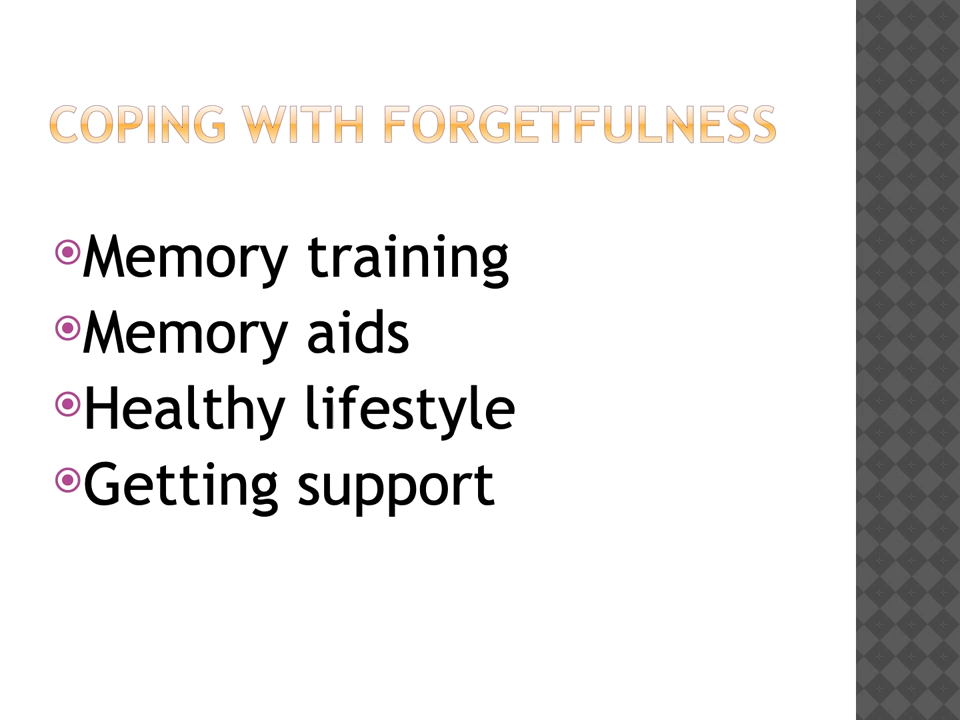 COPING WITH FORGETFULNESS
Memory training
Memory aids
Healthy lifestyle
Getting support